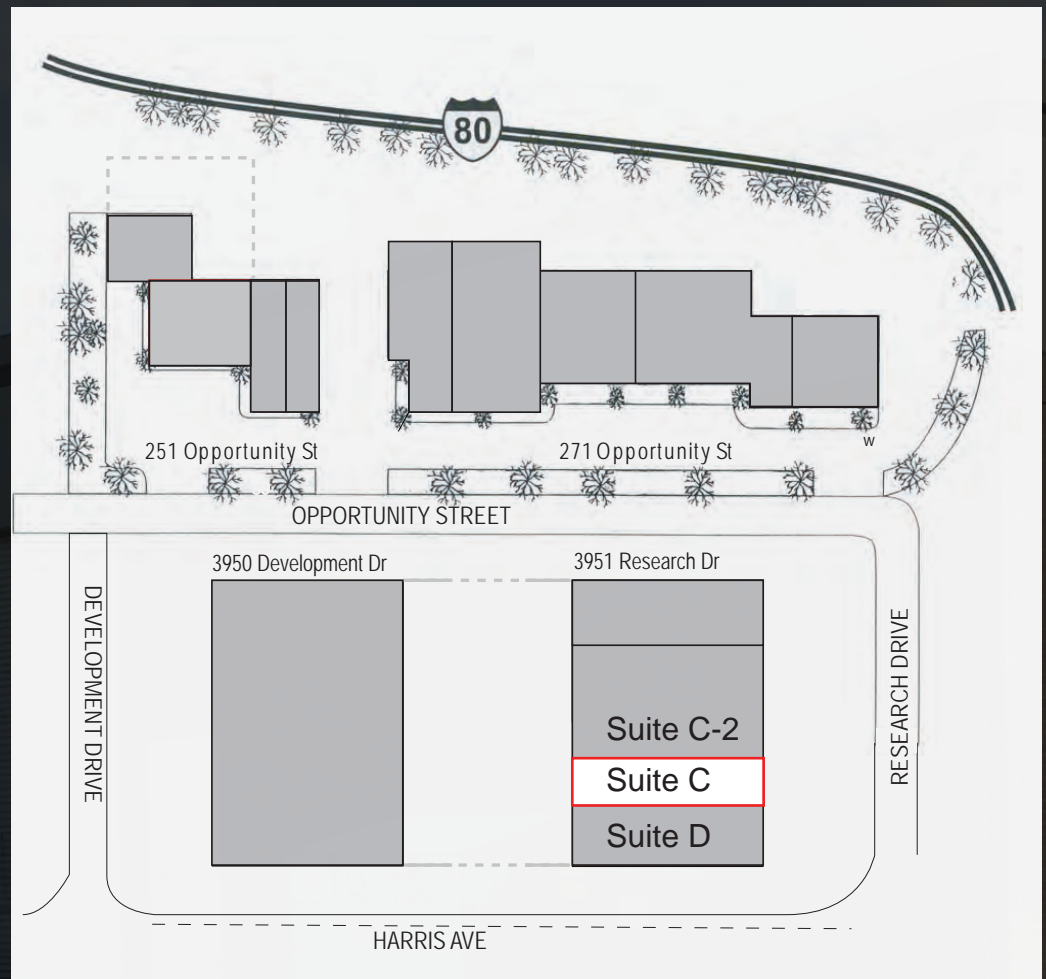 80
251 Opportunity St
271 Opportunity St
W
OPPORTUNITY STREET
3950 Development Dr
3951 Research Dr
DEVELOPMENT DRIVE
RESEARCH DRIVE
Suite C-2
Suite C
Suite D
HARRIS AVE